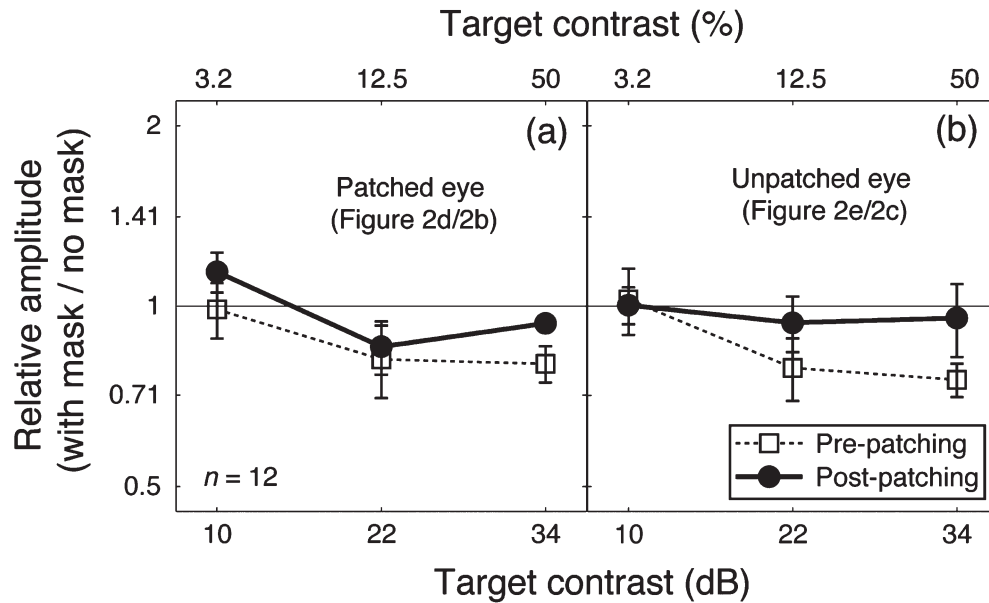 Target contrast (%)
3.2 12.5 50 3.2 12.5 50
Relative amplitude
(with mask / no mask)
2
1.41
1
0.71
0.5
(a)
Patched eye
(Figure 2d/2b)
n = 12
(b)
Unpatched eye
(Figure 2e/2c)
Pre-patching
Post-patching
10 22 34 10 22 34
Target contrast (dB)